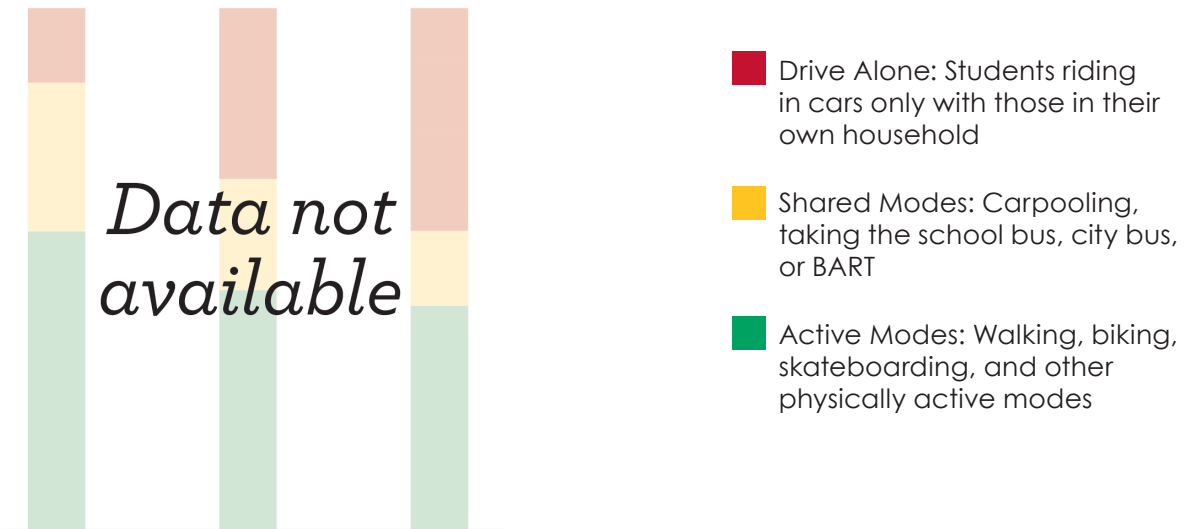 Data not
available
Drive Alone: Students riding
in cars only with those in their
own household
Shared Modes: Carpooling,
taking the school bus, city bus,
or BART
Active Modes: Walking, biking,
skateboarding, and other
physically active modes